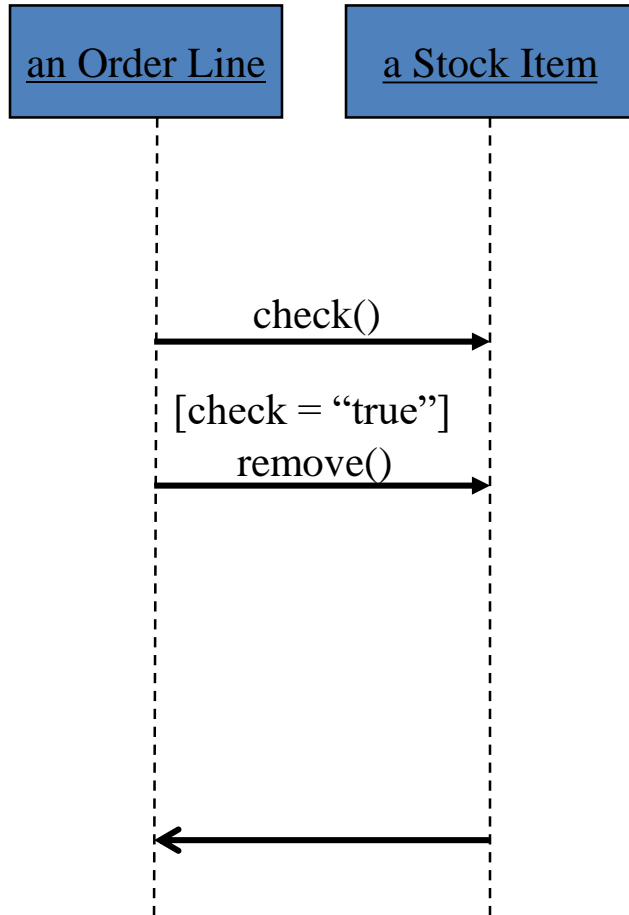 an Order Line
a Stock Item
check()
[check = “true”]
remove()